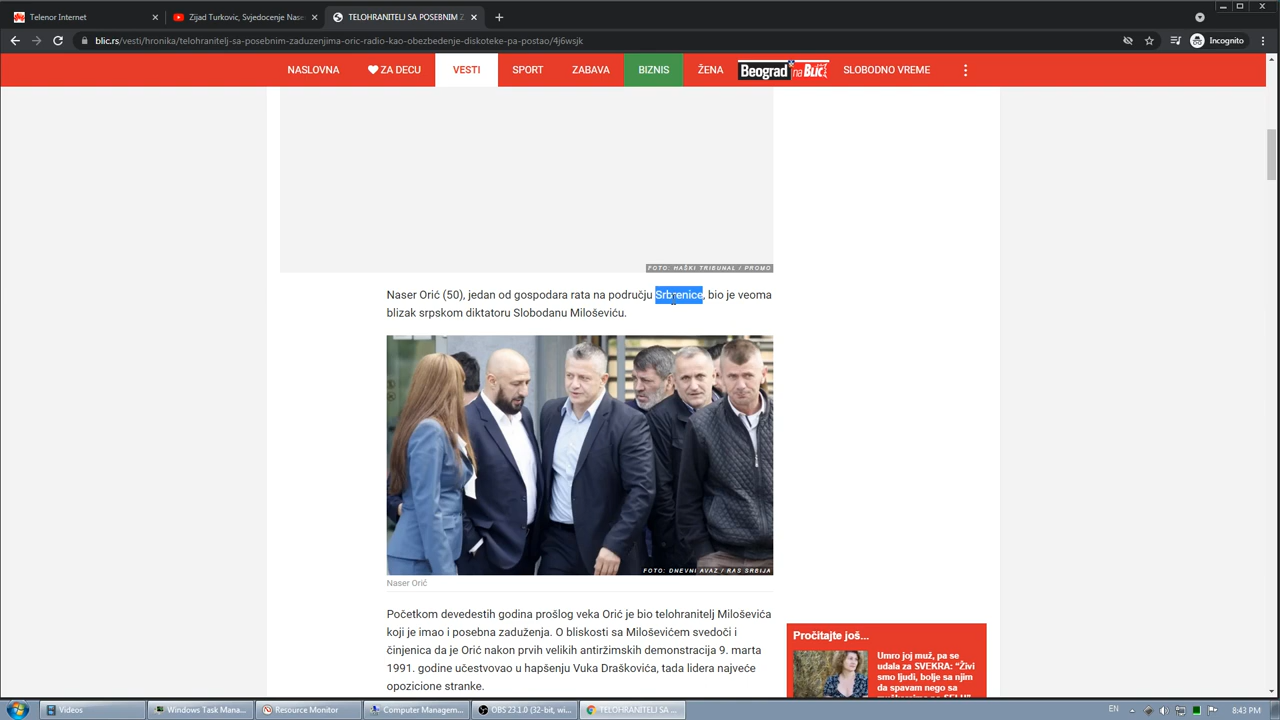 Telenor Internet
Zijad Turkovic, Svjedocenje Nase
TELOHRANITELJ SA POSEBNIM Z
blic.rs/vesti/hronika/telohranitelj-sa-posebnim-zaduzenjima-oric-radio-kao-obezbedenje-diskoteke-pa-postao/4j6wsjk
Incognito
NASLOVNA
ZA DECU
VESTI
SPORT
ZABAVA
BIZNIS
ŽENA
Beograd na Blic
SLOBODNO VREME
FOTO: HAŠKI TRIBUNAL / PROMO
Naser Orić (50), jedan od gospodara rata na području Srbrenice, bio je veoma
blizak srpskom diktatoru Slobodanu Miloševiću.
FOTO: DNEVNI AVAZ / RAS SRBIJA
Naser Orić
Početkom devedestih godina prošlog veka Orić je bio telohranitelj Miloševića
koji je imao i posebna zaduženja. O bliskosti sa Miloševićem svedoči i
činjenica da je Orić nakon prvih velikih antiržimskih demonstracija 9. marta
1991. godine učestvovao u hapšenju Vuka Draškovića, tada lidera najveće
opozicione stranke.
Pročitajte još...
Umro joj muž, pa se
udala za SVEKRA: "Živi
smo ljudi, bolje sa njim
da spavam nego sa
Videos
Windows Task Mana...
Resource Monitor
Computer Managem...
OBS 23.1.0 (32-bit, wi...
TELOHRANITELJ SA ...
EN
8:43 PM